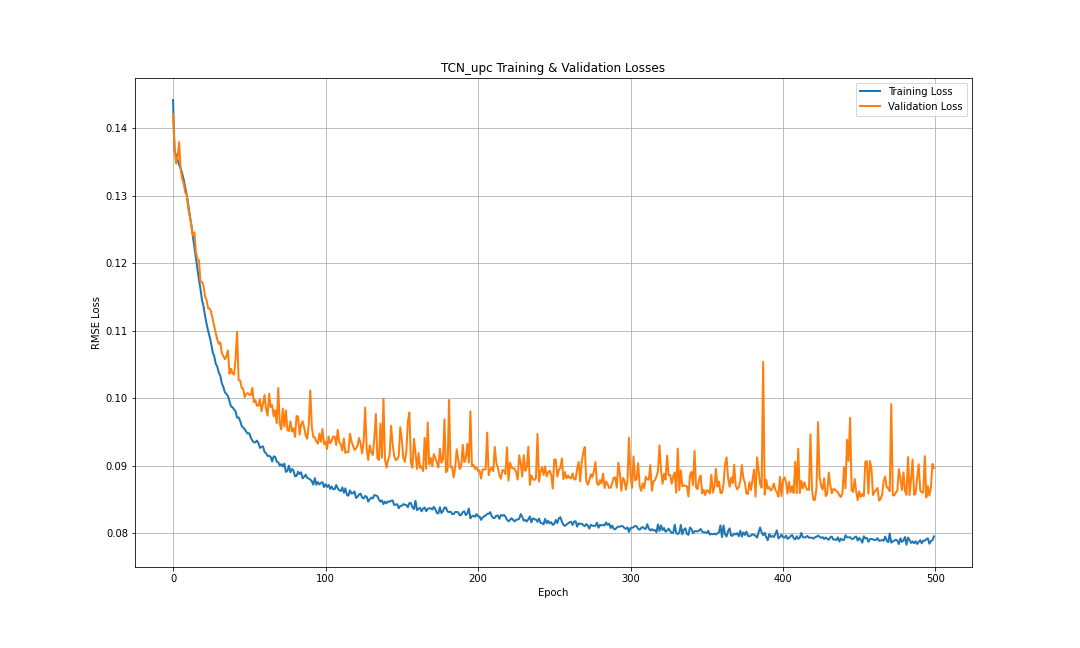 TCN_upc Training & Validation Losses
Training Loss
Validation Loss
RMSE Loss
0.14
0.13
0.12
0.11
0.10
0.09
0.08
0
100
200
300
400
500
Epoch